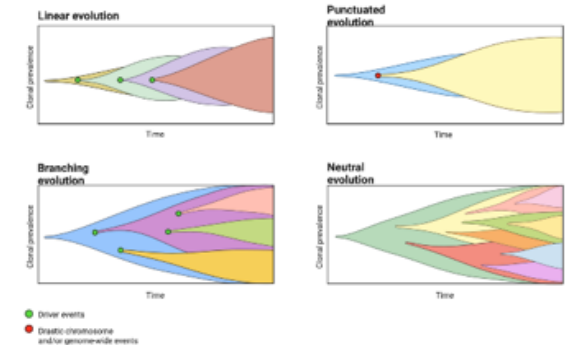 Linear evolution
Clonal prevalence
Time
Punctuated
evolution
Clonal prevalence
Time
Branching
evolution
Clonal prevalence
Time
Neutral
evolution
Clonal prevalence
Time
Driver events
Drastic chromosome
and/or genome-wide events